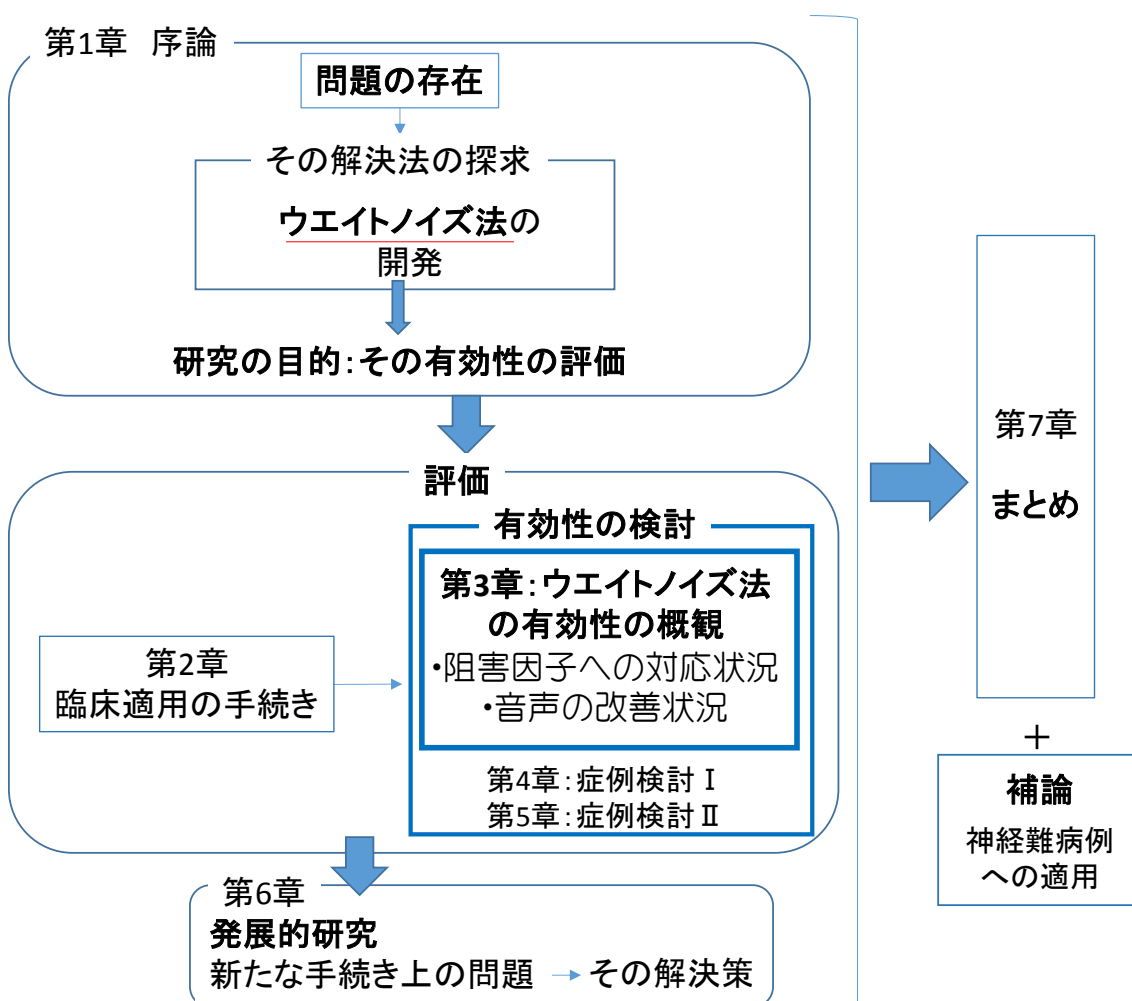 第1章 序論
問題の存在
その解決法の探求
ウエイトノイズ法の
開発
研究の目的：その有効性の評価
評価
有効性の検討
第3章：ウエイトノイズ法
の有効性の概観
・阻害因子への対応状況
・音声の改善状況
第2章
臨床適用の手続き
第4章：症例検討Ⅰ
第5章：症例検討Ⅱ
第6章
発展的研究
新たな手続き上の問題 → その解決策
第7章
まとめ
＋
補論
神経難病例
への適用